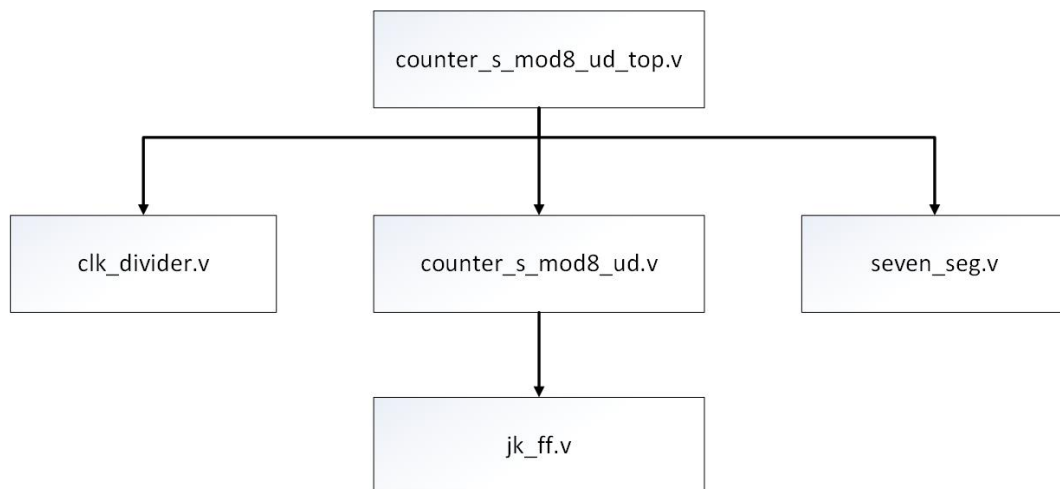 counter_s_mod8_ud_top.v
clk_divider.v
counter_s_mod8_ud.v
seven_seg.v
jk_ff.v